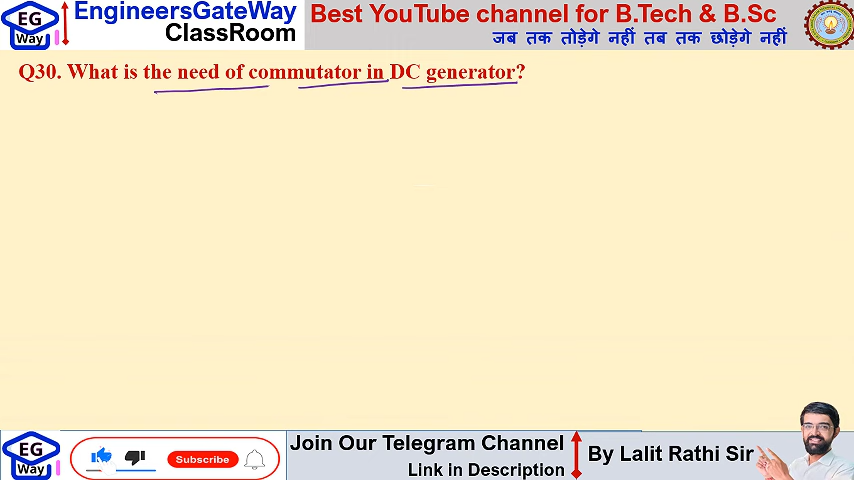 EG
Way
EngineersGateWay
ClassRoom
Best YouTube channel for B.Tech & B.Sc
जब तक तोड़ेगे नहीं तब तक छोड़ेगे नहीं
Q30. What is the need of commutator in DC generator?
EG
Way
Subscribe
Join Our Telegram Channel
Link in Description
By Lalit Rathi Sir